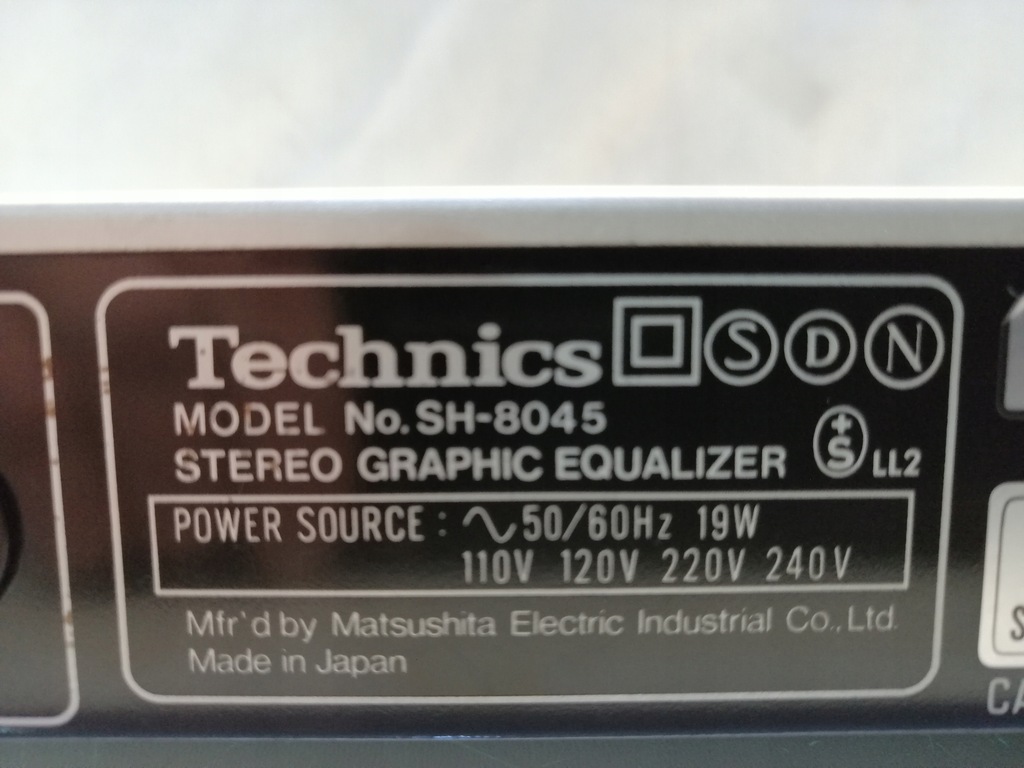 Technics S D N
MODEL No. SH-8045
STEREO GRAPHIC EQUALIZER +S LL2
POWER SOURCE : ∿50/60Hz 19W
110V 120V 220V 240V
Mfr'd by Matsushita Electric Industrial Co., Ltd.
Made in Japan